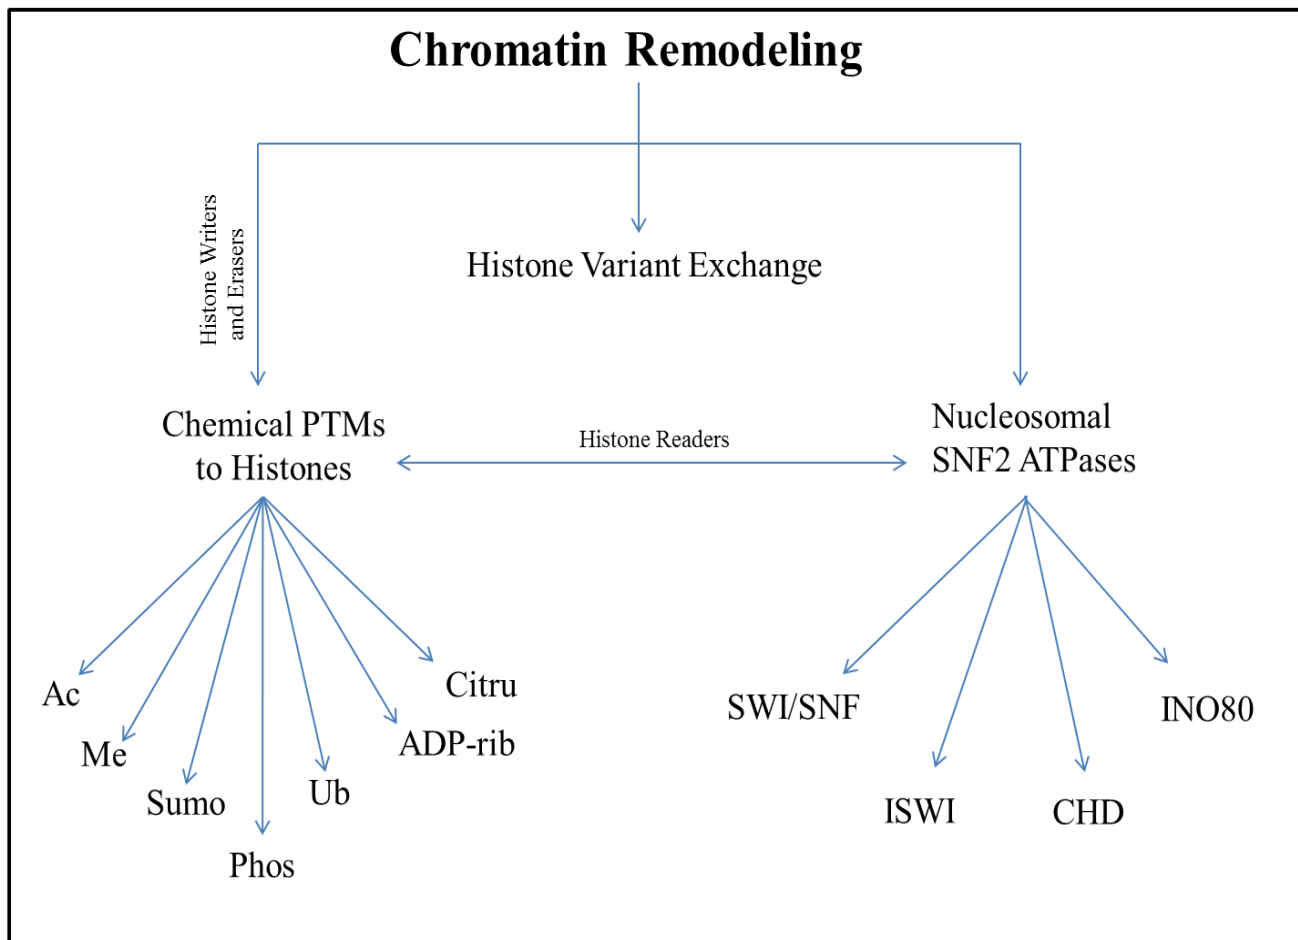 Chromatin Remodeling
Histone Writers
and Erasers
Histone Variant Exchange
Chemical PTMs
to Histones
Histone Readers
Nucleosomal
SNF2 ATPases
Ac
Me
Sumo
Phos
Ub
ADP-rib
Citru
SWI/SNF
ISWI
CHD
INO80